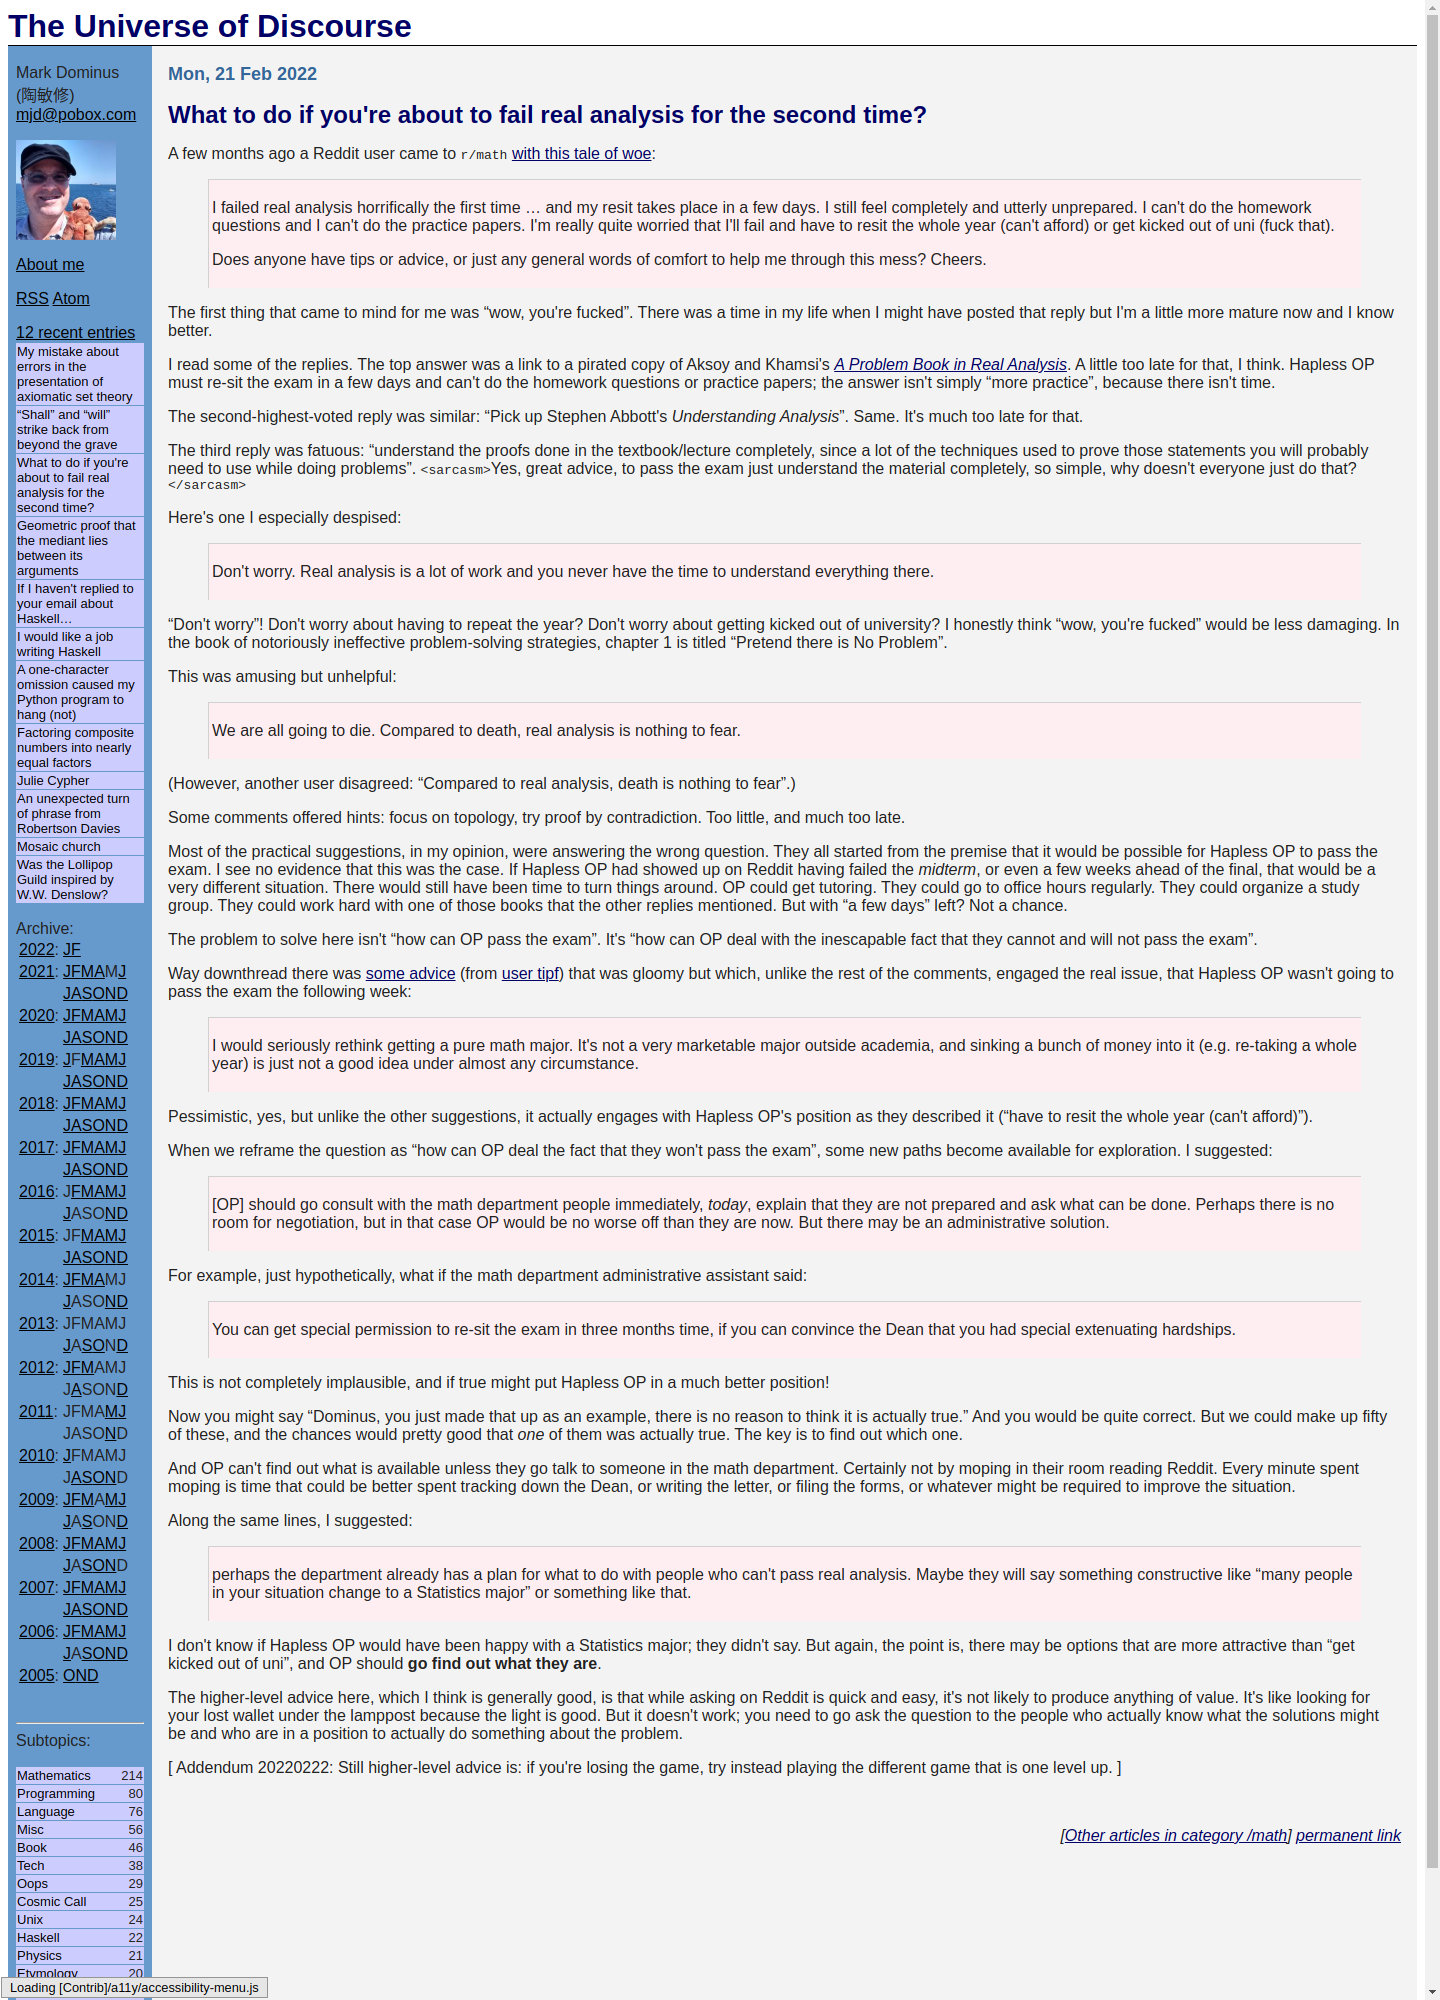 The Universe of Discourse
Mark Dominus
(陶敏修)
mjd@pobox.com
About me
RSS Atom
12 recent entries
My mistake about
errors in the
presentation of
axiomatic set theory
“Shall” and “will”
strike back from
beyond the grave
What to do if you're
about to fail real
analysis for the
second time?
Geometric proof that
the mediant lies
between its
arguments
If I haven't replied to
your email about
Haskell…
I would like a job
writing Haskell
A one-character
omission caused my
Python program to
hang (not)
Factoring composite
numbers into nearly
equal factors
Julie Cypher
An unexpected turn
of phrase from
Robertson Davies
Mosaic church
Was the Lollipop
Guild inspired by
W.W. Denslow?
Archive:
2022: JF
2021: JFMAMJ
JASOND
2020: JFMAMJ
JASOND
2019: JFMAMJ
JASOND
2018: JFMAMJ
JASOND
2017: JFMAMJ
JASOND
2016: JFMAMJ
JASOND
2015: JFMAMJ
JASOND
2014: JFMAMJ
JASOND
2013: JFMAMJ
JASOND
2012: JFMAMJ
JASOND
2011: JFMAMJ
JASOND
2010: JFMAMJ
JASOND
2009: JFMAMJ
JASOND
2008: JFMAMJ
JASOND
2007: JFMAMJ
JASOND
2006: JFMAMJ
JASOND
2005: OND
Subtopics:
Mathematics 214
Programming 80
Language 76
Misc 56
Book 46
Tech 38
Oops 29
Cosmic Call 25
Unix 24
Haskell 22
Physics 21
Etymology 20
Loading [Contrib]/a11y/accessibility-menu.js
Mon, 21 Feb 2022
What to do if you're about to fail real analysis for the second time?
A few months ago a Reddit user came to r/math with this tale of woe:
I failed real analysis horrifically the first time … and my resit takes place in a few days. I still feel completely and utterly unprepared. I can't do the homework
questions and I can't do the practice papers. I'm really quite worried that I'll fail and have to resit the whole year (can't afford) or get kicked out of uni (fuck that).
Does anyone have tips or advice, or just any general words of comfort to help me through this mess? Cheers.
The first thing that came to mind for me was “wow, you're fucked”. There was a time in my life when I might have posted that reply but I'm a little more mature now and I know
better.
I read some of the replies. The top answer was a link to a pirated copy of Aksoy and Khamsi's A Problem Book in Real Analysis. A little too late for that, I think. Hapless OP
must re-sit the exam in a few days and can't do the homework questions or practice papers; the answer isn't simply “more practice”, because there isn't time.
The second-highest-voted reply was similar: “Pick up Stephen Abbott's Understanding Analysis”. Same. It's much too late for that.
The third reply was fatuous: “understand the proofs done in the textbook/lecture completely, since a lot of the techniques used to prove those statements you will probably
need to use while doing problems”. <sarcasm>Yes, great advice, to pass the exam just understand the material completely, so simple, why doesn't everyone just do that?
</sarcasm>
Here's one I especially despised:
Don't worry. Real analysis is a lot of work and you never have the time to understand everything there.
“Don't worry”! Don't worry about having to repeat the year? Don't worry about getting kicked out of university? I honestly think “wow, you're fucked” would be less damaging. In
the book of notoriously ineffective problem-solving strategies, chapter 1 is titled “Pretend there is No Problem”.
This was amusing but unhelpful:
We are all going to die. Compared to death, real analysis is nothing to fear.
(However, another user disagreed: “Compared to real analysis, death is nothing to fear”.)
Some comments offered hints: focus on topology, try proof by contradiction. Too little, and much too late.
Most of the practical suggestions, in my opinion, were answering the wrong question. They all started from the premise that it would be possible for Hapless OP to pass the
exam. I see no evidence that this was the case. If Hapless OP had showed up on Reddit having failed the midterm, or even a few weeks ahead of the final, that would be a
very different situation. There would still have been time to turn things around. OP could get tutoring. They could go to office hours regularly. They could organize a study
group. They could work hard with one of those books that the other replies mentioned. But with “a few days” left? Not a chance.
The problem to solve here isn't “how can OP pass the exam”. It's “how can OP deal with the inescapable fact that they cannot and will not pass the exam”.
Way downthread there was some advice (from user tipf) that was gloomy but which, unlike the rest of the comments, engaged the real issue, that Hapless OP wasn't going to
pass the exam the following week:
I would seriously rethink getting a pure math major. It's not a very marketable major outside academia, and sinking a bunch of money into it (e.g. re-taking a whole
year) is just not a good idea under almost any circumstance.
Pessimistic, yes, but unlike the other suggestions, it actually engages with Hapless OP's position as they described it (“have to resit the whole year (can't afford)”).
When we reframe the question as “how can OP deal the fact that they won't pass the exam”, some new paths become available for exploration. I suggested:
[OP] should go consult with the math department people immediately, today, explain that they are not prepared and ask what can be done. Perhaps there is no
room for negotiation, but in that case OP would be no worse off than they are now. But there may be an administrative solution.
For example, just hypothetically, what if the math department administrative assistant said:
You can get special permission to re-sit the exam in three months time, if you can convince the Dean that you had special extenuating hardships.
This is not completely implausible, and if true might put Hapless OP in a much better position!
Now you might say “Dominus, you just made that up as an example, there is no reason to think it is actually true.” And you would be quite correct. But we could make up fifty
of these, and the chances would pretty good that one of them was actually true. The key is to find out which one.
And OP can't find out what is available unless they go talk to someone in the math department. Certainly not by moping in their room reading Reddit. Every minute spent
moping is time that could be better spent tracking down the Dean, or writing the letter, or filing the forms, or whatever might be required to improve the situation.
Along the same lines, I suggested:
perhaps the department already has a plan for what to do with people who can't pass real analysis. Maybe they will say something constructive like “many people
in your situation change to a Statistics major” or something like that.
I don't know if Hapless OP would have been happy with a Statistics major; they didn't say. But again, the point is, there may be options that are more attractive than “get
kicked out of uni”, and OP should go find out what they are.
The higher-level advice here, which I think is generally good, is that while asking on Reddit is quick and easy, it's not likely to produce anything of value. It's like looking for
your lost wallet under the lamppost because the light is good. But it doesn't work; you need to go ask the question to the people who actually know what the solutions might
be and who are in a position to actually do something about the problem.
[ Addendum 20220222: Still higher-level advice is: if you're losing the game, try instead playing the different game that is one level up. ]
[Other articles in category /math] permanent link